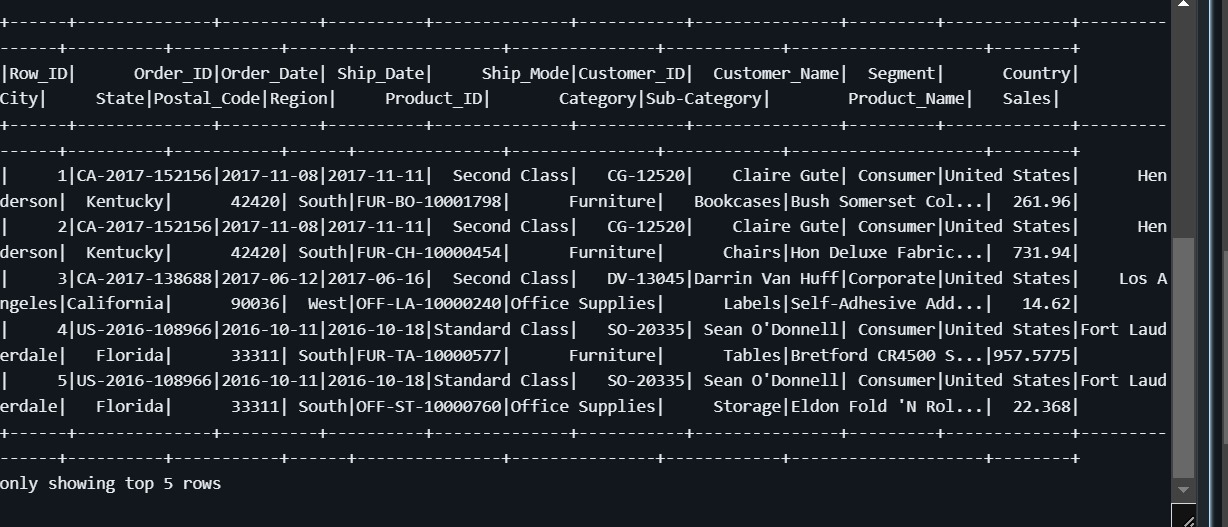 +------+-------------+----------+----------+--------------+-----------+---------------+---------+-------------+---------
------+----------+-----------+------+---------------+---------------+------------+--------------------+--------+
|Row_ID|      Order_ID|Order_Date| Ship_Date|     Ship_Mode|Customer_ID|  Customer_Name|  Segment|      Country|
City|     State|Postal_Code|Region|     Product_ID|       Category|Sub-Category|        Product_Name|   Sales|
+------+-------------+----------+----------+--------------+-----------+---------------+---------+-------------+---------
------+----------+-----------+------+---------------+---------------+------------+--------------------+--------+
|     1|CA-2017-152156|2017-11-08|2017-11-11|  Second Class|   CG-12520|    Claire Gute| Consumer|United States|      Hen
derson|  Kentucky|      42420| South|FUR-BO-10001798|      Furniture|   Bookcases|Bush Somerset Col...|  261.96|
|     2|CA-2017-152156|2017-11-08|2017-11-11|  Second Class|   CG-12520|    Claire Gute| Consumer|United States|      Hen
derson|  Kentucky|      42420| South|FUR-CH-10000454|      Furniture|      Chairs|Hon Deluxe Fabric...|  731.94|
|     3|CA-2017-138688|2017-06-12|2017-06-16|  Second Class|   DV-13045|Darrin Van Huff|Corporate|United States|    Los A
ngeles|California|      90036|  West|OFF-LA-10000240|Office Supplies|      Labels|Self-Adhesive Add...|   14.62|
|     4|US-2016-108966|2016-10-11|2016-10-18|Standard Class|   SO-20335| Sean O'Donnell| Consumer|United States|Fort Laud
erdale|   Florida|      33311| South|FUR-TA-10000577|      Furniture|      Tables|Bretford CR4500 S...|957.5775|
|     5|US-2016-108966|2016-10-11|2016-10-18|Standard Class|   SO-20335| Sean O'Donnell| Consumer|United States|Fort Laud
erdale|   Florida|      33311| South|OFF-ST-10000760|Office Supplies|     Storage|Eldon Fold 'N Rol...|  22.368|
+------+-------------+----------+----------+--------------+-----------+---------------+---------+-------------+---------
------+----------+-----------+------+---------------+---------------+------------+--------------------+--------+
only showing top 5 rows